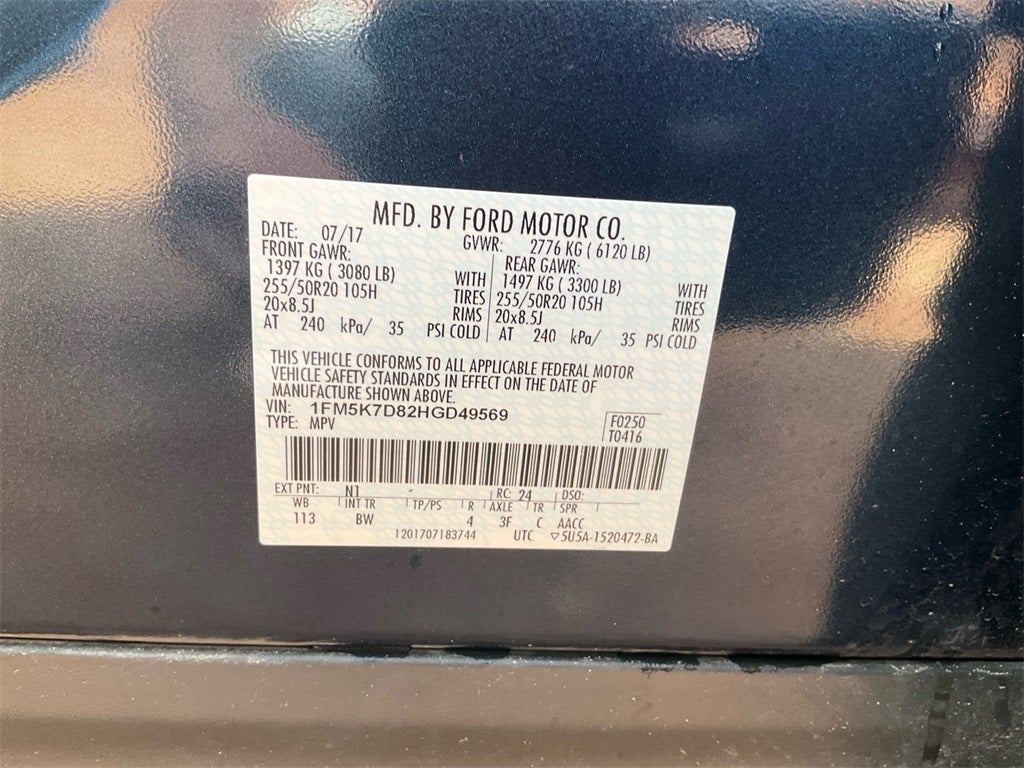 MFD. BY FORD MOTOR CO.
DATE: 07/17 GVWR: 2776 KG ( 6120 LB)
FRONT GAWR: REAR GAWR:
1397 KG ( 3080 LB) WITH 1497 KG ( 3300 LB) WITH
255/50R20 105H TIRES 255/50R20 105H TIRES
20x8.5J RIMS 20x8.5J RIMS
AT 240 kPa/ 35 PSI COLD AT 240 kPa/ 35 PSI COLD
THIS VEHICLE CONFORMS TO ALL APPLICABLE FEDERAL MOTOR
VEHICLE SAFETY STANDARDS IN EFFECT ON THE DATE OF
MANUFACTURE SHOWN ABOVE.
VIN: 1FM5K7D82HGD49569
TYPE: MPV
F0250
T0416
EXT PNT: N1 RC: 24 DSO:
WB INT TR TP/PS R AXLE TR SPR
113 BW 4 3F C AACC
1201707183744 UTC ▽5U5A-1520472-BA